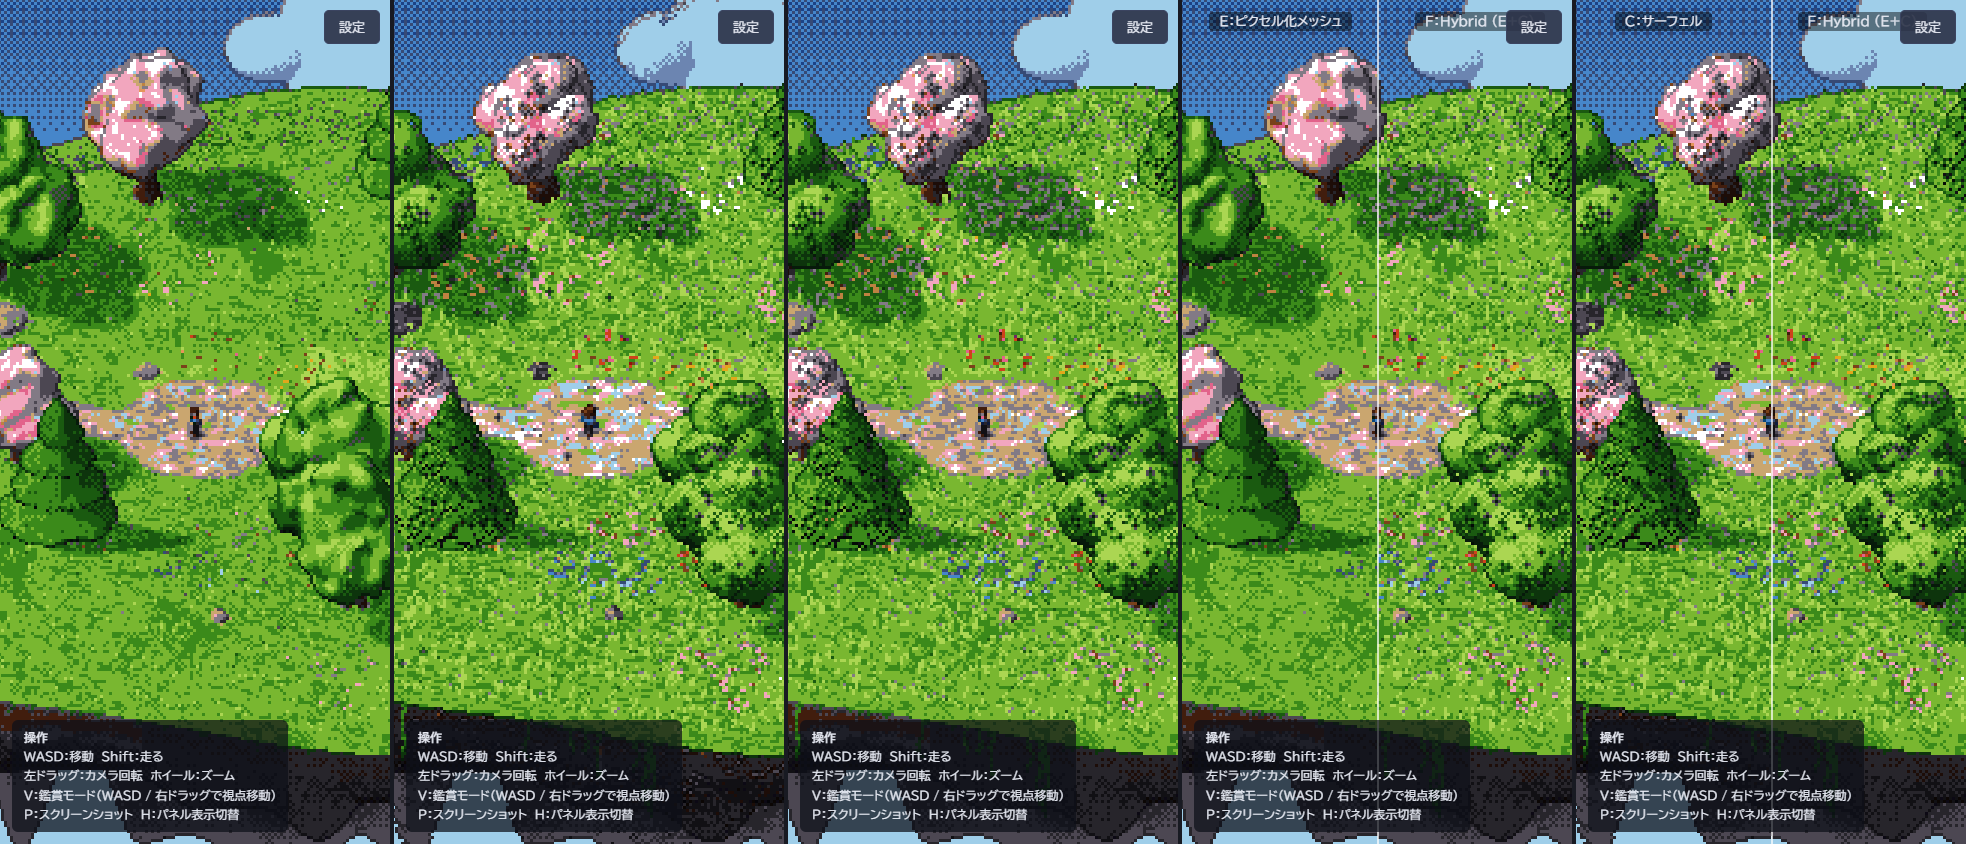 設定
操作
WASD:移動 Shift:走る
左ドラッグ:カメラ回転 ホイール:ズーム
V:鑑賞モード(WASD / 右ドラッグで視点移動)
P:スクリーンショット H:パネル表示切替
設定
操作
WASD:移動 Shift:走る
左ドラッグ:カメラ回転 ホイール:ズーム
V:鑑賞モード(WASD / 右ドラッグで視点移動)
P:スクリーンショット H:パネル表示切替
設定
操作
WASD:移動 Shift:走る
左ドラッグ:カメラ回転 ホイール:ズーム
V:鑑賞モード(WASD / 右ドラッグで視点移動)
P:スクリーンショット H:パネル表示切替
E:ピクセル化メッシュ
F:Hybrid (E
設定
操作
WASD:移動 Shift:走る
左ドラッグ:カメラ回転 ホイール:ズーム
V:鑑賞モード(WASD / 右ドラッグで視点移動)
P:スクリーンショット H:パネル表示切替
C:サーフェル
F:Hybrid (E+
設定
操作
WASD:移動 Shift:走る
左ドラッグ:カメラ回転 ホイール:ズーム
V:鑑賞モード(WASD / 右ドラッグで視点移動)
P:スクリーンショット H:パネル表示切替